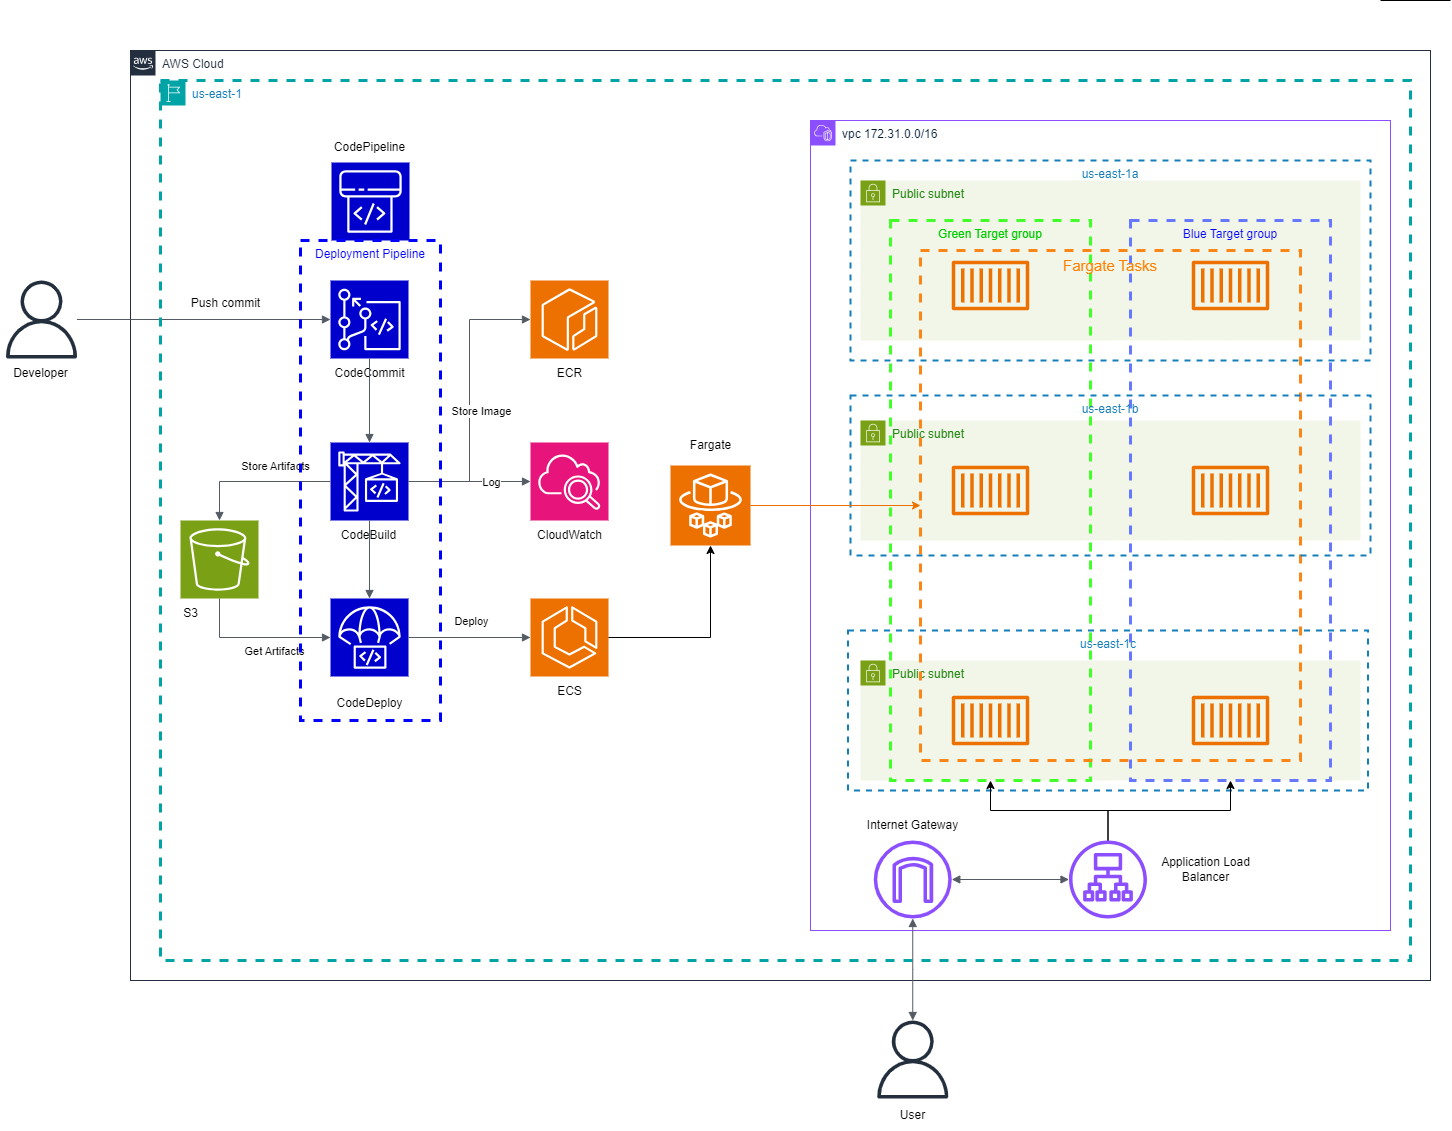 aws
AWS Cloud
us-east-1
CodePipeline
Deployment Pipeline
Push commit
Developer
CodeCommit
ECR
Store Image
Store Artifacts
Log
CodeBuild
CloudWatch
Fargate
S3
Get Artifacts
Deploy
CodeDeploy
ECS
vpc 172.31.0.0/16
us-east-1a
Public subnet
Green Target group
Blue Target group
Fargate Tasks
us-east-1b
Public subnet
us-east-1c
Public subnet
Internet Gateway
Application Load
Balancer
User